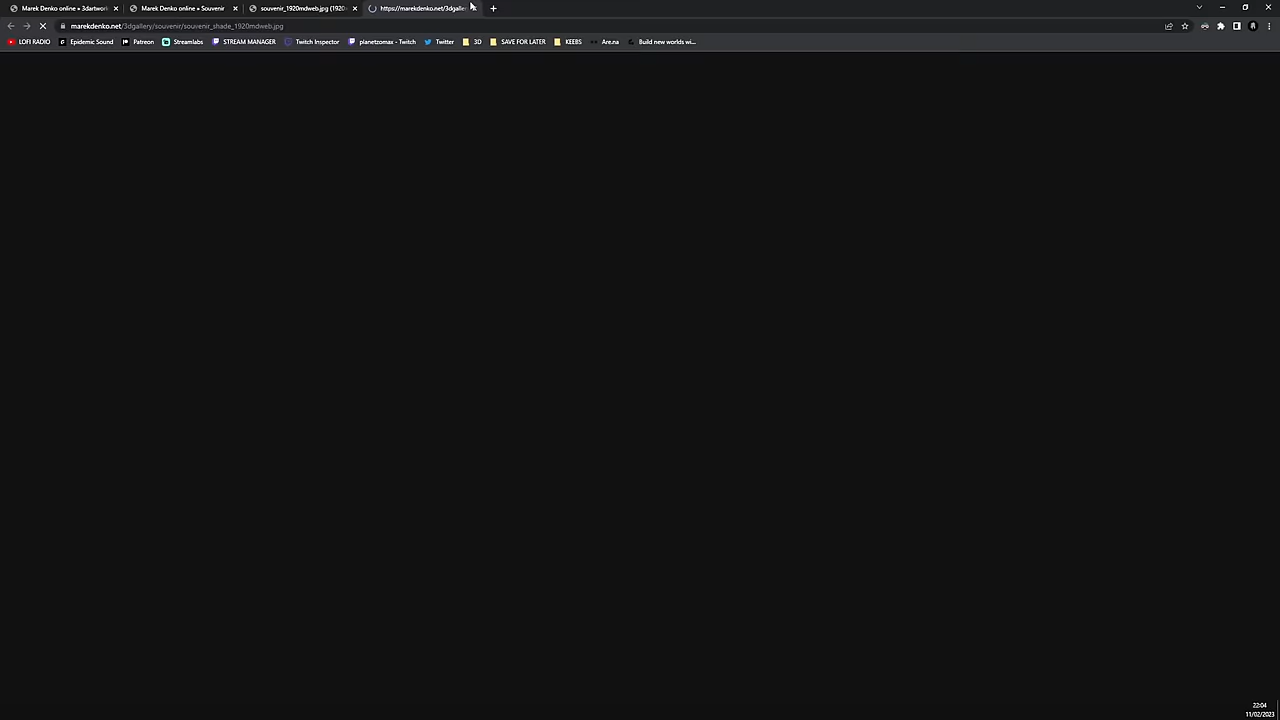 Marek Denko online » 3dartwor
Marek Denko online » Souvenir
souvenir_1920mdweb.jpg (1920
https://marekdenko.net/3dgaller
marekdenko.net/3dgallery/souvenir/souvenir_shade_1920mdweb.jpg
LOFI RADIO
Epidemic Sound
Patreon
Streamlabs
STREAM MANAGER
Twitch Inspector
planetzomax - Twitch
Twitter
3D
SAVE FOR LATER
KEEBS
Are.na
Build new worlds wi...
22:04
11/02/2023